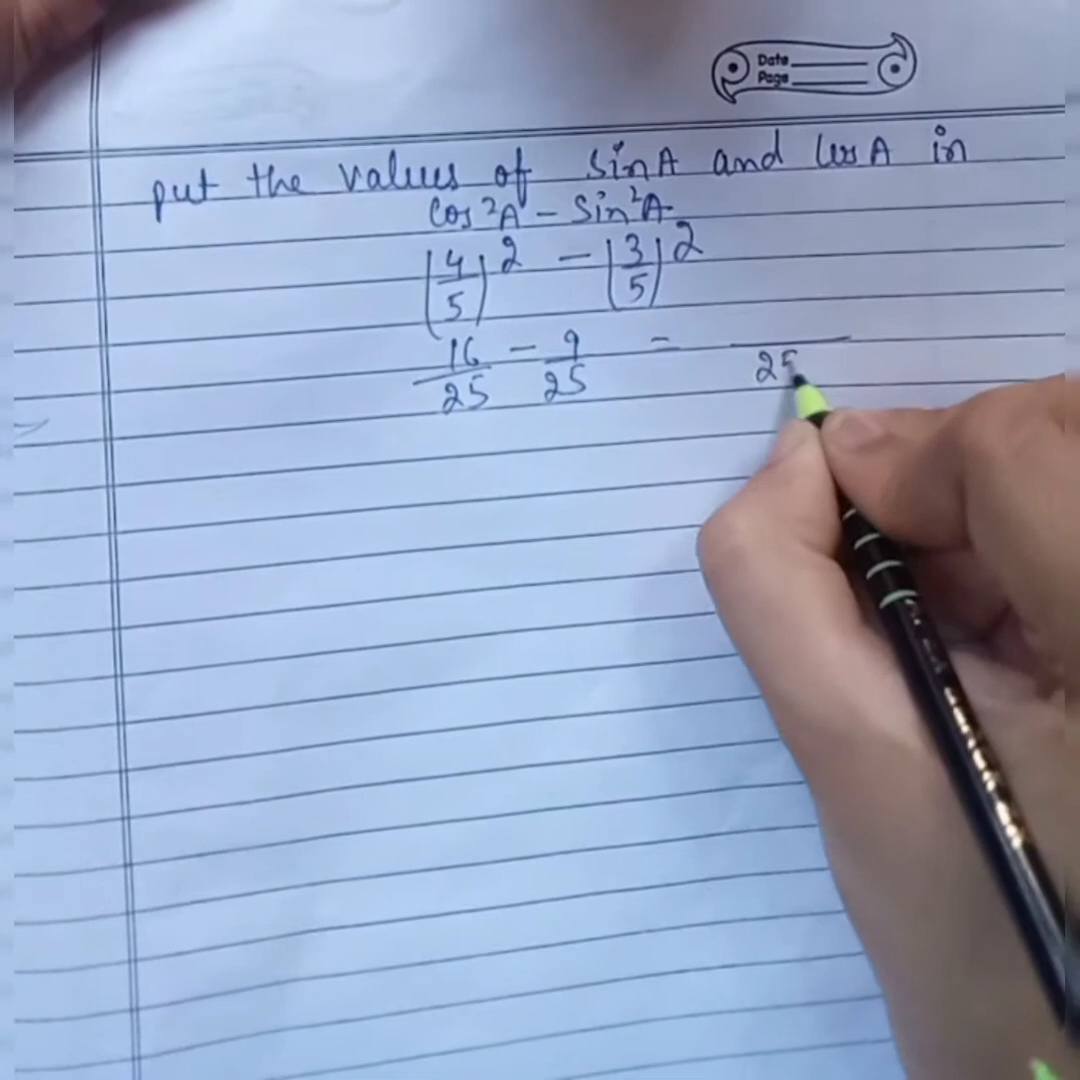 Date
Page
put the values of sinA and cosA in
Cos²A - Sin²A.
(4/5)² - (3/5)²
16/25 - 9/25 = /25